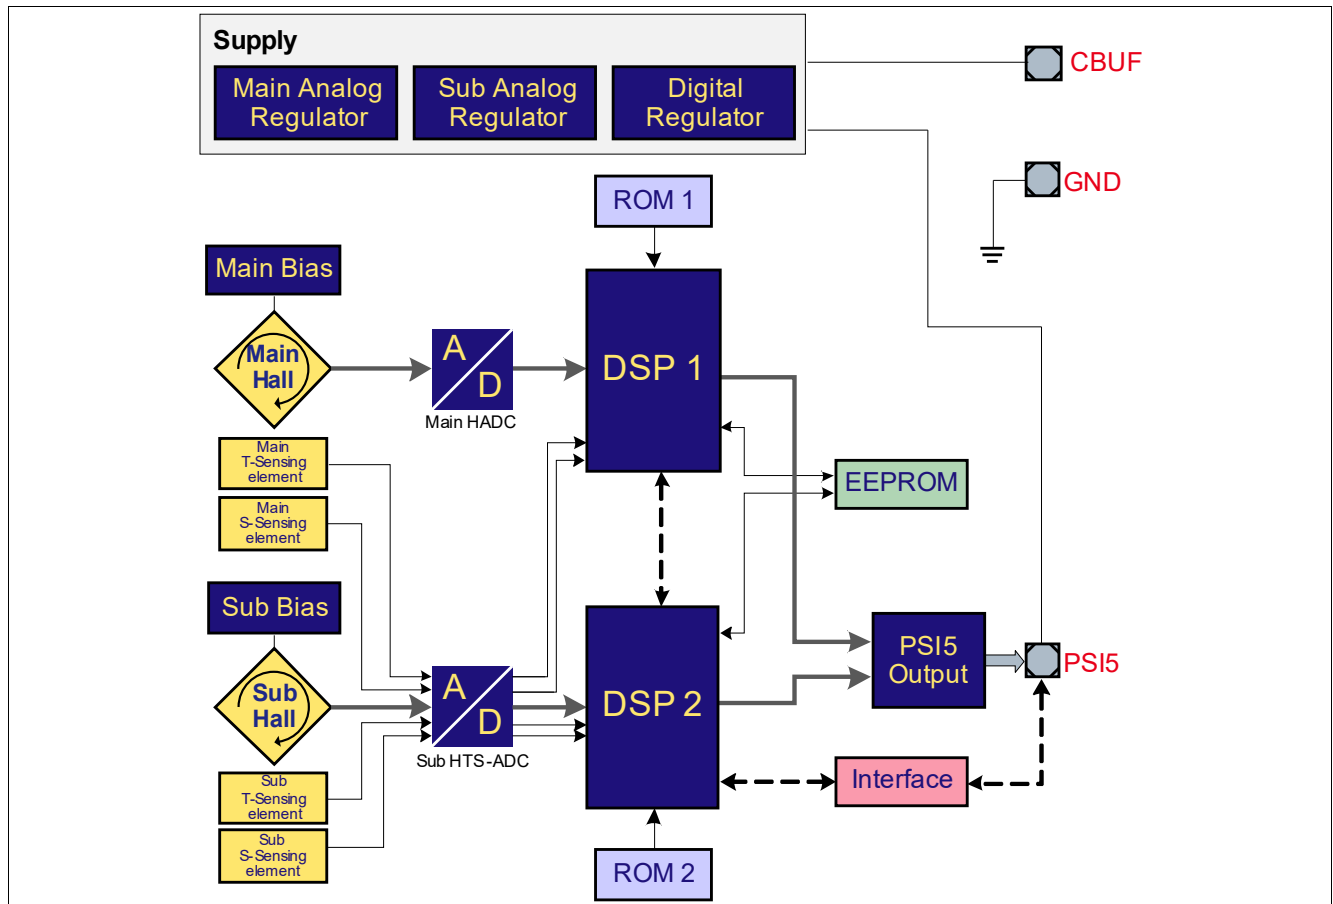 Supply
Main Analog
Regulator
Sub Analog
Regulator
Digital
Regulator
CBUF
GND
ROM 1
Main Bias
Main
Hall
A
D
Main HADC
DSP 1
Main
T-Sensing
element
Main
S-Sensing
element
EEPROM
Sub Bias
Sub
Hall
A
D
Sub HTS-ADC
DSP 2
PSI5
Output
PSI5
Sub
T-Sensing
element
Sub
S-Sensing
element
Interface
ROM 2